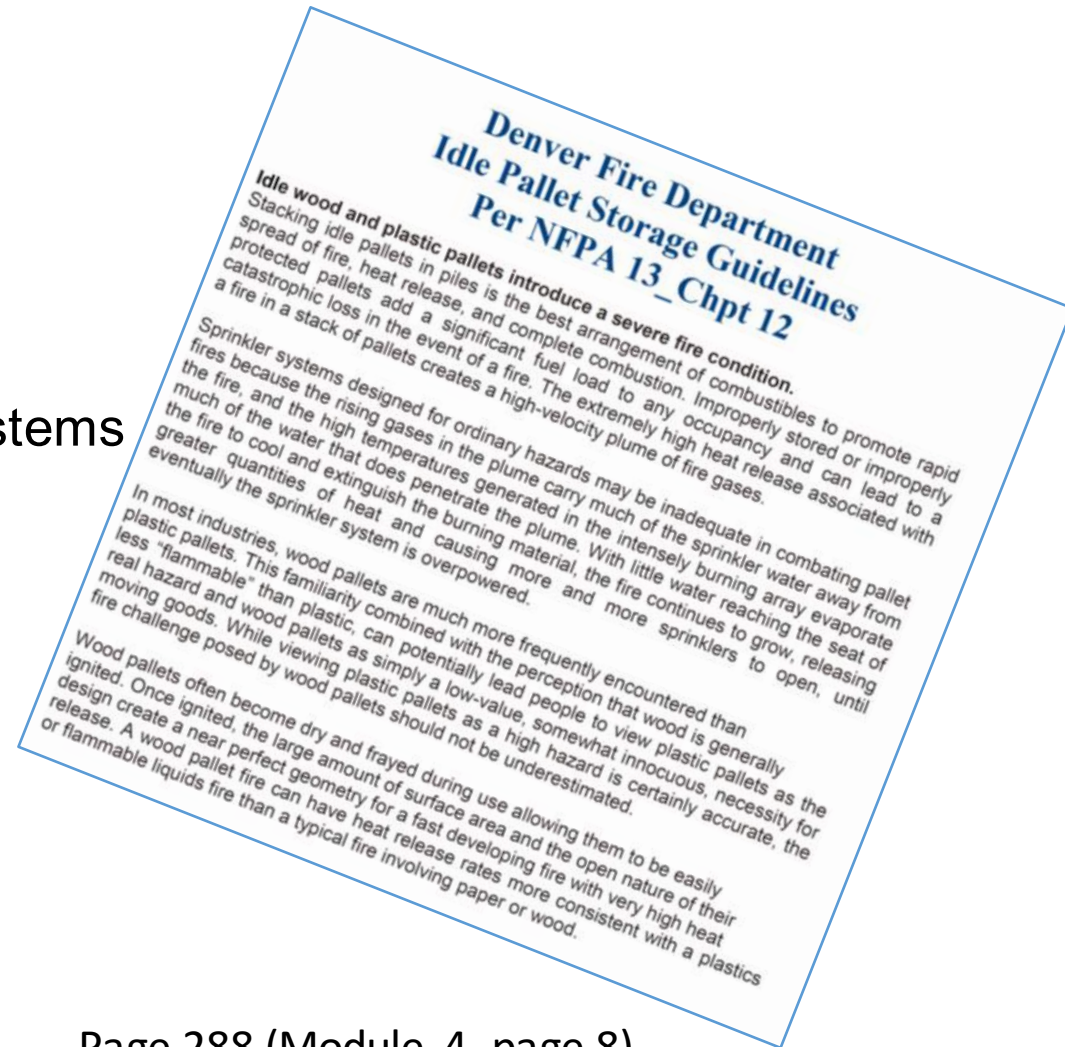 Denver Fire Department
Idle Pallet Storage Guidelines
Per NFPA 13_Chpt 12
Idle wood and plastic pallets introduce a severe fire condition.
Stacking idle pallets in piles is the best arrangement of combustibles to promote rapid
spread of fire, heat release, and complete combustion. Improperly stored or improperly
protected pallets add a significant fuel load to any occupancy and can lead to a
catastrophic loss in the event of a fire. The extremely high heat release associated with
a fire in a stack of pallets creates a high-velocity plume of fire gases.
Sprinkler systems designed for ordinary hazards may be inadequate in combating pallet
fires because the rising gases in the plume carry much of the sprinkler water away from
the fire, and the high temperatures generated in the intensely burning array evaporate
much of the water that does penetrate the plume. With little water reaching the seat of
the fire to cool and extinguish the burning material, the fire continues to grow, releasing
greater quantities of heat and causing more and more sprinklers to open, until
eventually the sprinkler system is overpowered.
stems
In most industries, wood pallets are much more frequently encountered than
plastic pallets. This familiarity combined with the perception that wood is generally
less "flammable" than plastic, can potentially lead people to view plastic pallets as the
real hazard and wood pallets as simply a low-value, somewhat innocuous, necessity for
moving goods. While viewing plastic pallets as a high hazard is certainly accurate, the
fire challenge posed by wood pallets should not be underestimated.
Wood pallets often become dry and frayed during use allowing them to be easily
ignited. Once ignited, the large amount of surface area and the open nature of their
design create a near perfect geometry for a fast developing fire with very high heat
release. A wood pallet fire can have heat release rates more consistent with a plastics
or flammable liquids fire than a typical fire involving paper or wood.
Page 288 (Module 4, page 8)